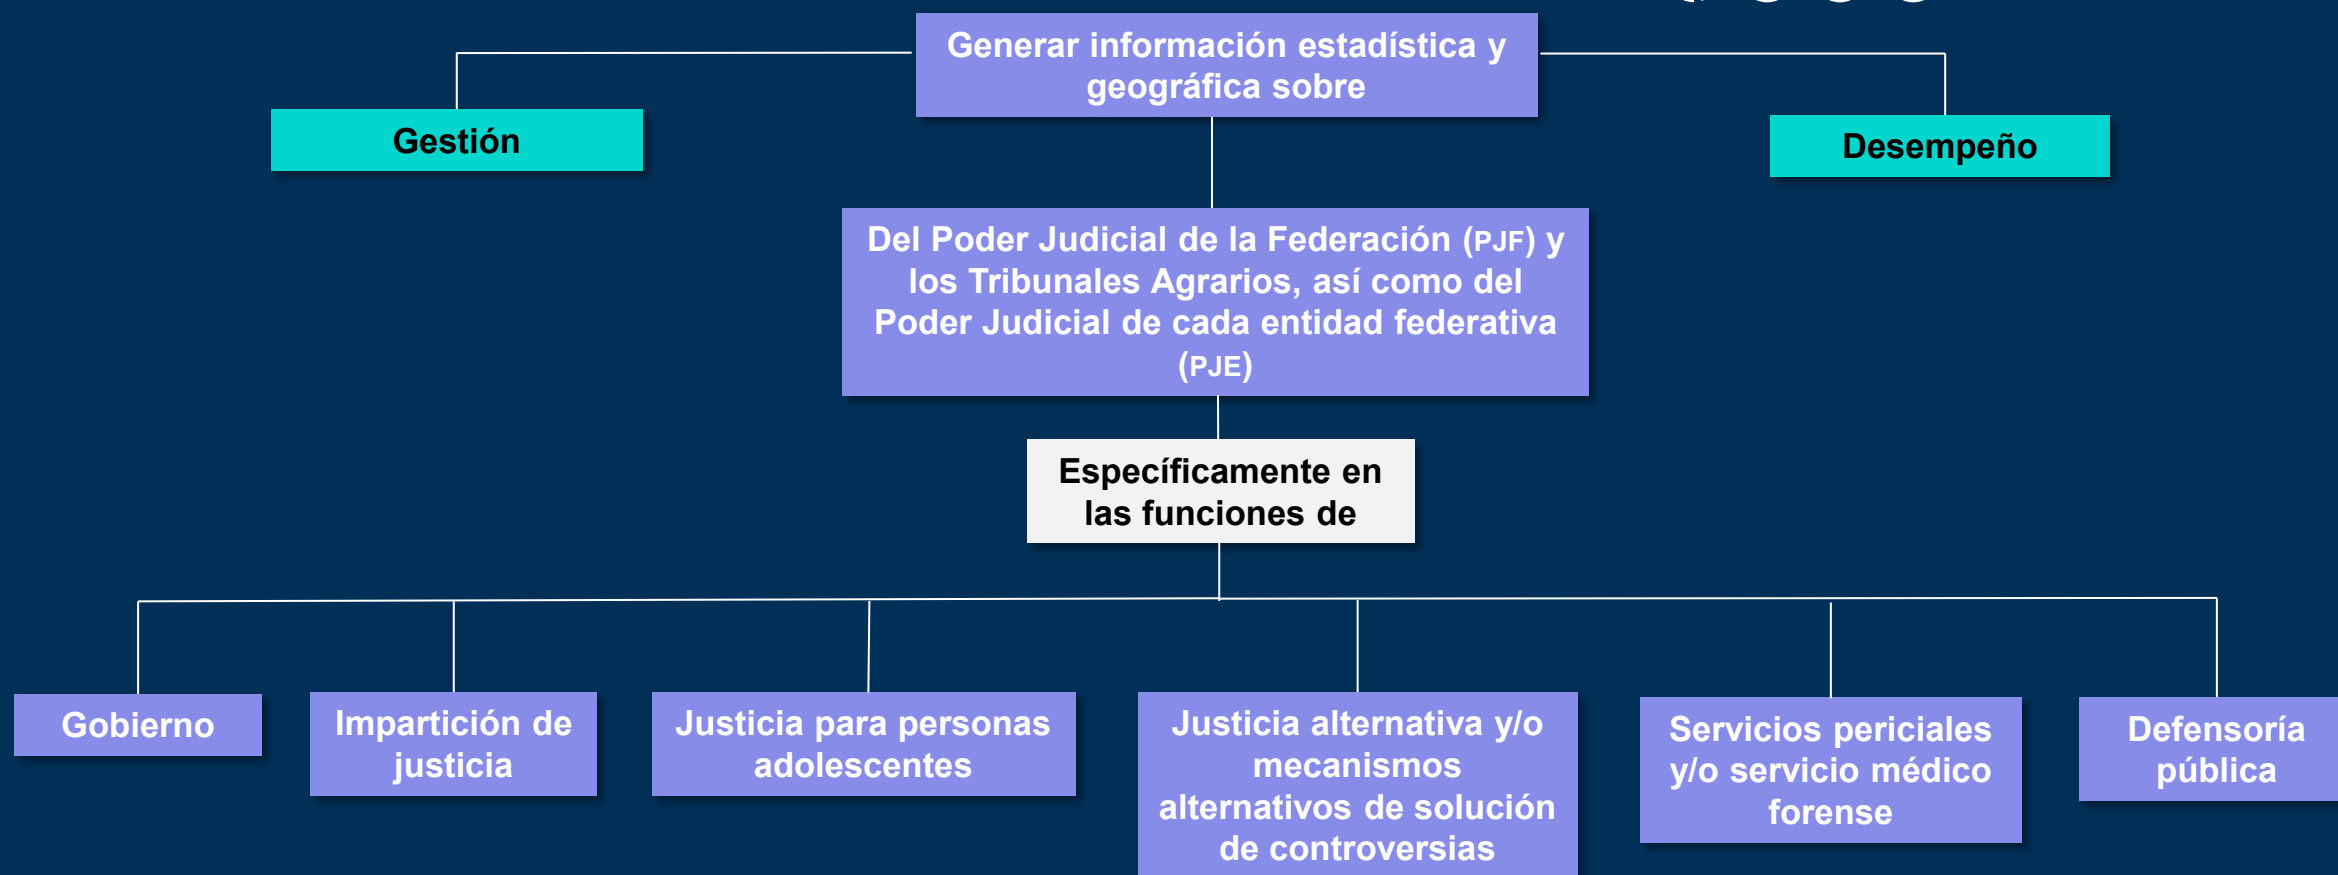 Generar información estadística y
geográfica sobre
Gestión
Desempeño
Del Poder Judicial de la Federación (PJF) y
los Tribunales Agrarios, así como del
Poder Judicial de cada entidad federativa
(PJE)
Específicamente en
las funciones de
Gobierno
Impartición de
justicia
Justicia para personas
adolescentes
Justicia alternativa y/o
mecanismos
alternativos de solución
de controversias
Servicios periciales
y/o servicio médico
forense
Defensoría
pública